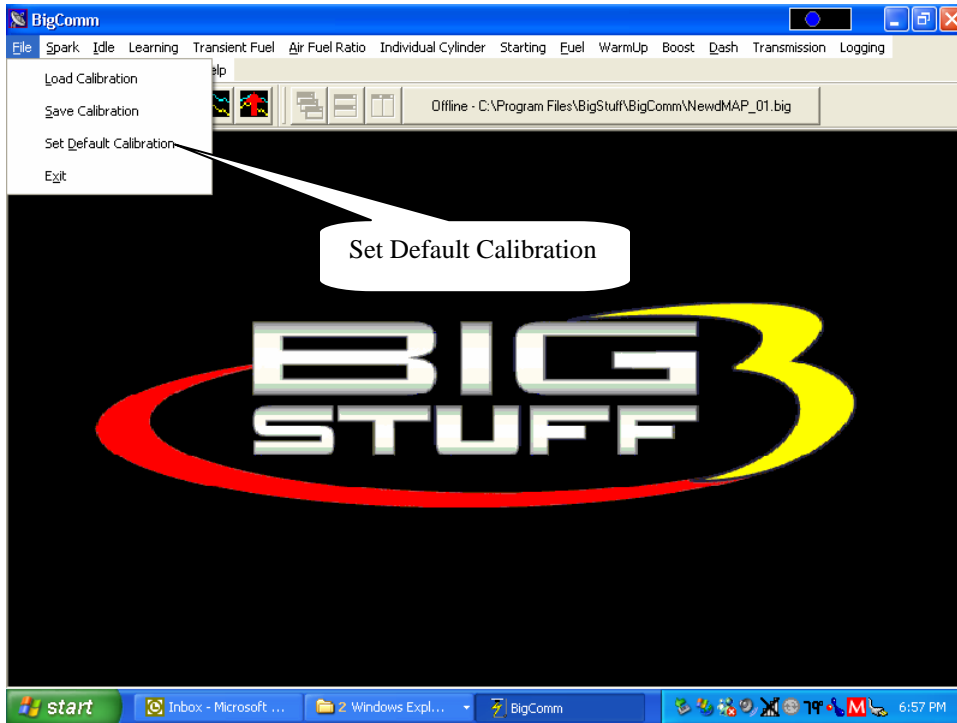 BigComm
File Spark Idle Learning Transient Fuel Air Fuel Ratio Individual Cylinder Starting Fuel WarmUp Boost Dash Transmission Logging
elp
Load Calibration
Save Calibration
Set Default Calibration
Exit
Offline - C:\Program Files\BigStuff\BigComm\NewdMAP_01.big
Set Default Calibration
BIG 3
STUFF
start Inbox - Microsoft ... 2 Windows Expl... BigComm 79° M 6:57 PM